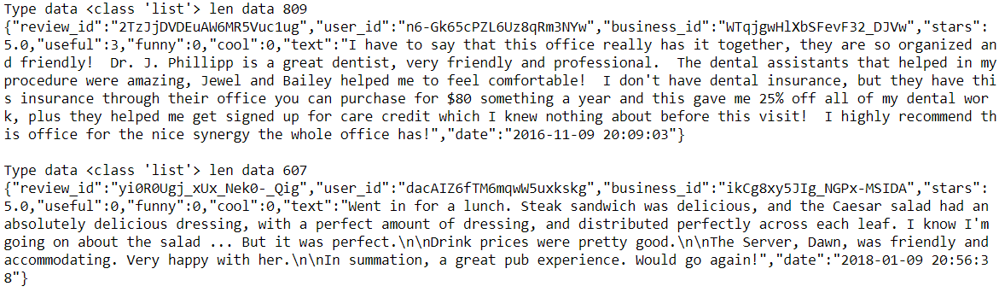 Type data <class 'list'> len data 809
{"review_id":"2TzJjDVDEuAW6MR5Vuc1ug","user_id":"n6-Gk65cPZL6Uz8qRm3NYw","business_id":"WTqjgwHlXbSFevF32_DJVw","stars":
5.0,"useful":3,"funny":0,"cool":0,"text":"I have to say that this office really has it together, they are so organized an
d friendly!  Dr. J. Phillipp is a great dentist, very friendly and professional.  The dental assistants that helped in my
procedure were amazing, Jewel and Bailey helped me to feel comfortable!  I don't have dental insurance, but they have thi
s insurance through their office you can purchase for $80 something a year and this gave me 25% off all of my dental wor
k, plus they helped me get signed up for care credit which I knew nothing about before this visit!  I highly recommend th
is office for the nice synergy the whole office has!","date":"2016-11-09 20:09:03"}
Type data <class 'list'> len data 607
{"review_id":"yi0R0Ugj_xUx_Nek0-_Qig","user_id":"dacAIZ6fTM6mqwW5uxkskg","business_id":"ikCg8xy5JIg_NGPx-MSIDA","stars":
5.0,"useful":0,"funny":0,"cool":0,"text":"Went in for a lunch. Steak sandwich was delicious, and the Caesar salad had an
absolutely delicious dressing, with a perfect amount of dressing, and distributed perfectly across each leaf. I know I'm
going on about the salad ... But it was perfect.\n\nDrink prices were pretty good.\n\nThe Server, Dawn, was friendly and
accommodating. Very happy with her.\n\nIn summation, a great pub experience. Would go again!","date":"2018-01-09 20:56:3
8"}